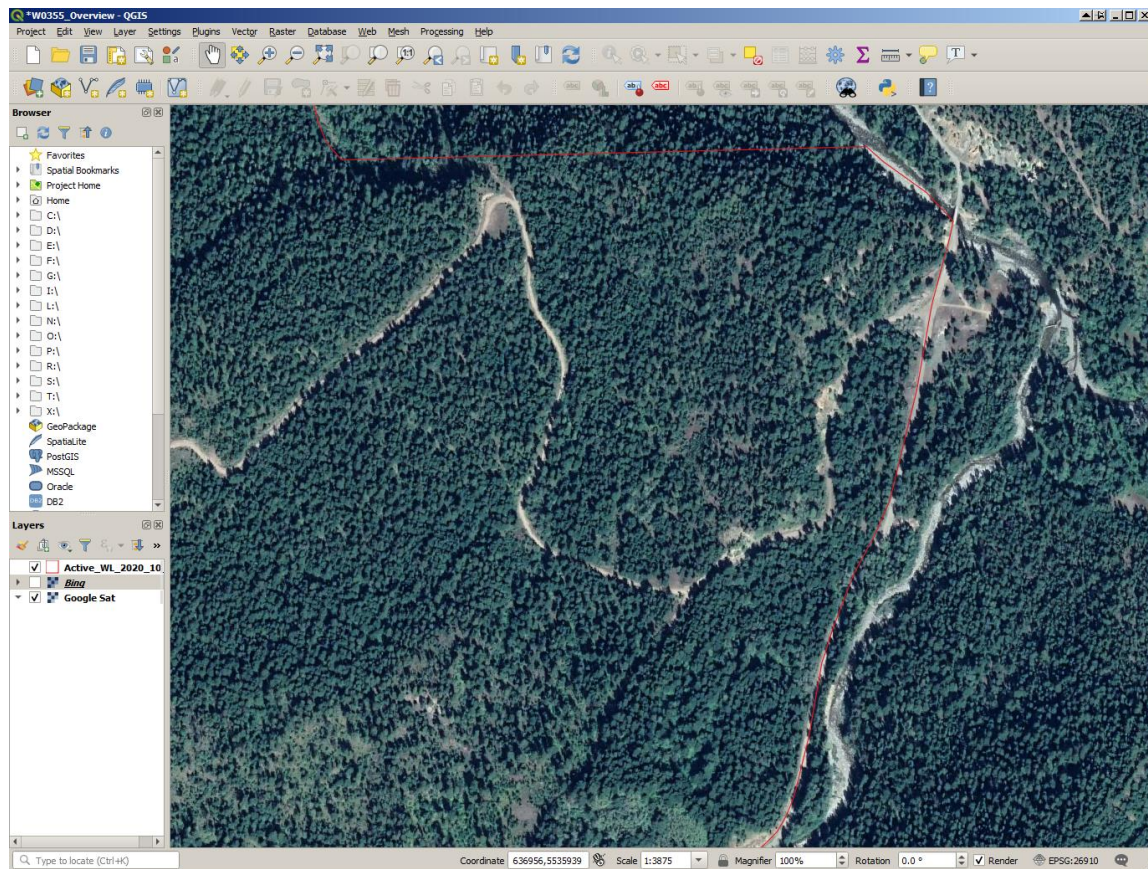 *W0355_Overview - QGIS
Project Edit View Layer Settings Plugins Vector Raster Database Web Mesh Processing Help
Browser
Favorites
Spatial Bookmarks
Project Home
Home
C:\
D:\
E:\
F:\
G:\
I:\
L:\
N:\
O:\
P:\
R:\
S:\
T:\
X:\
GeoPackage
SpatiaLite
PostGIS
MSSQL
Oracle
DB2
Layers
Active_WL_2020_10
Bing
Google Sat
Type to locate (Ctrl+K)
Coordinate 636956,5535939 Scale 1:3875 Magnifier 100% Rotation 0.0 ° Render EPSG:26910